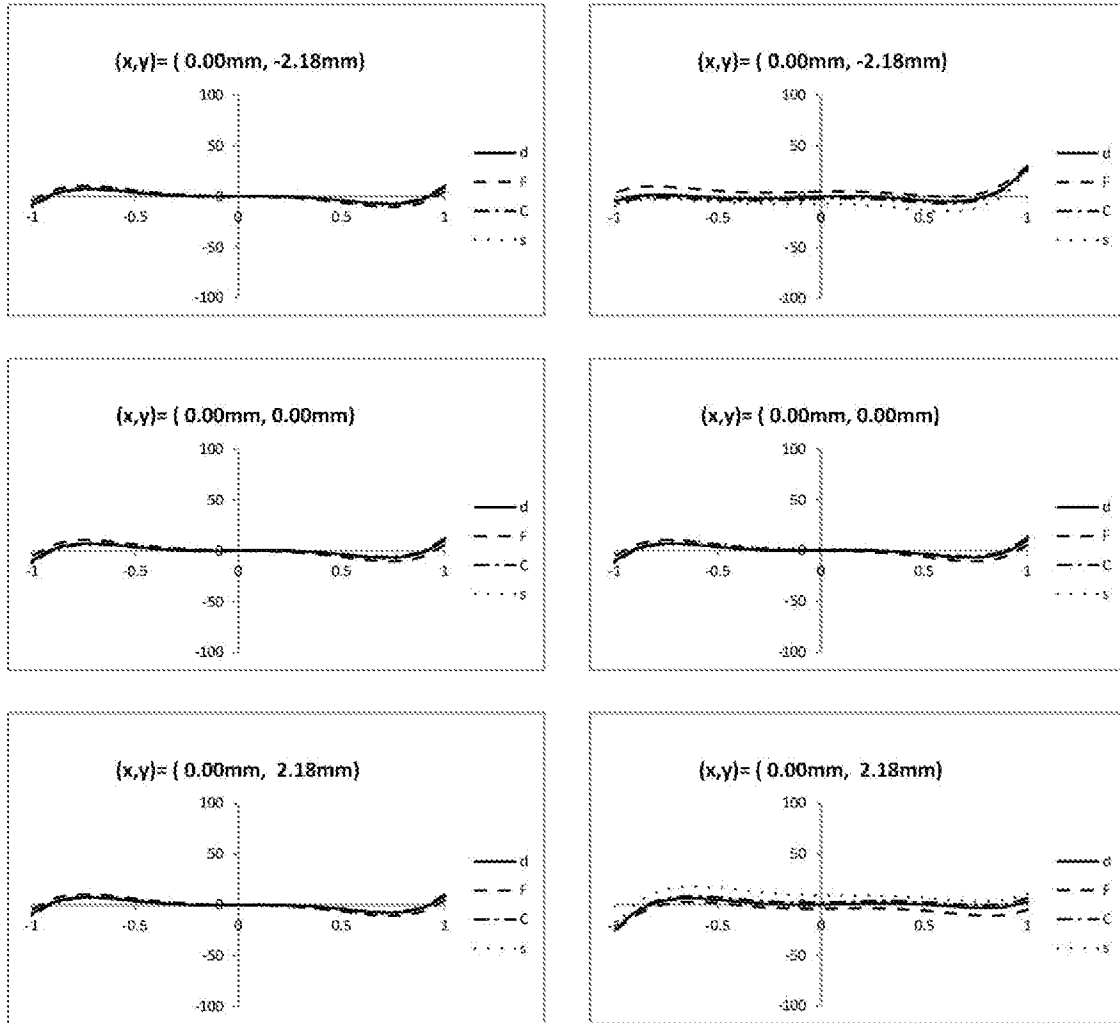 (x,y)= ( 0.00mm, -2.18mm)
100
50
0
-50
-100
-1
-0.5
0
0.5
1
d
F
C
s
(x,y)= ( 0.00mm, -2.18mm)
100
50
0
-50
-100
-1
-0.5
0
0.5
1
d
F
C
s
(x,y)= ( 0.00mm, 0.00mm)
100
50
0
-50
-100
-1
-0.5
0
0.5
1
d
F
C
s
(x,y)= ( 0.00mm, 0.00mm)
100
50
0
-50
-100
-1
-0.5
0
0.5
1
d
F
C
s
(x,y)= ( 0.00mm, 2.18mm)
100
50
0
-50
-100
-1
-0.5
0
0.5
1
d
F
C
s
(x,y)= ( 0.00mm, 2.18mm)
100
50
0
-50
-100
-1
-0.5
0
0.5
1
d
F
C
s